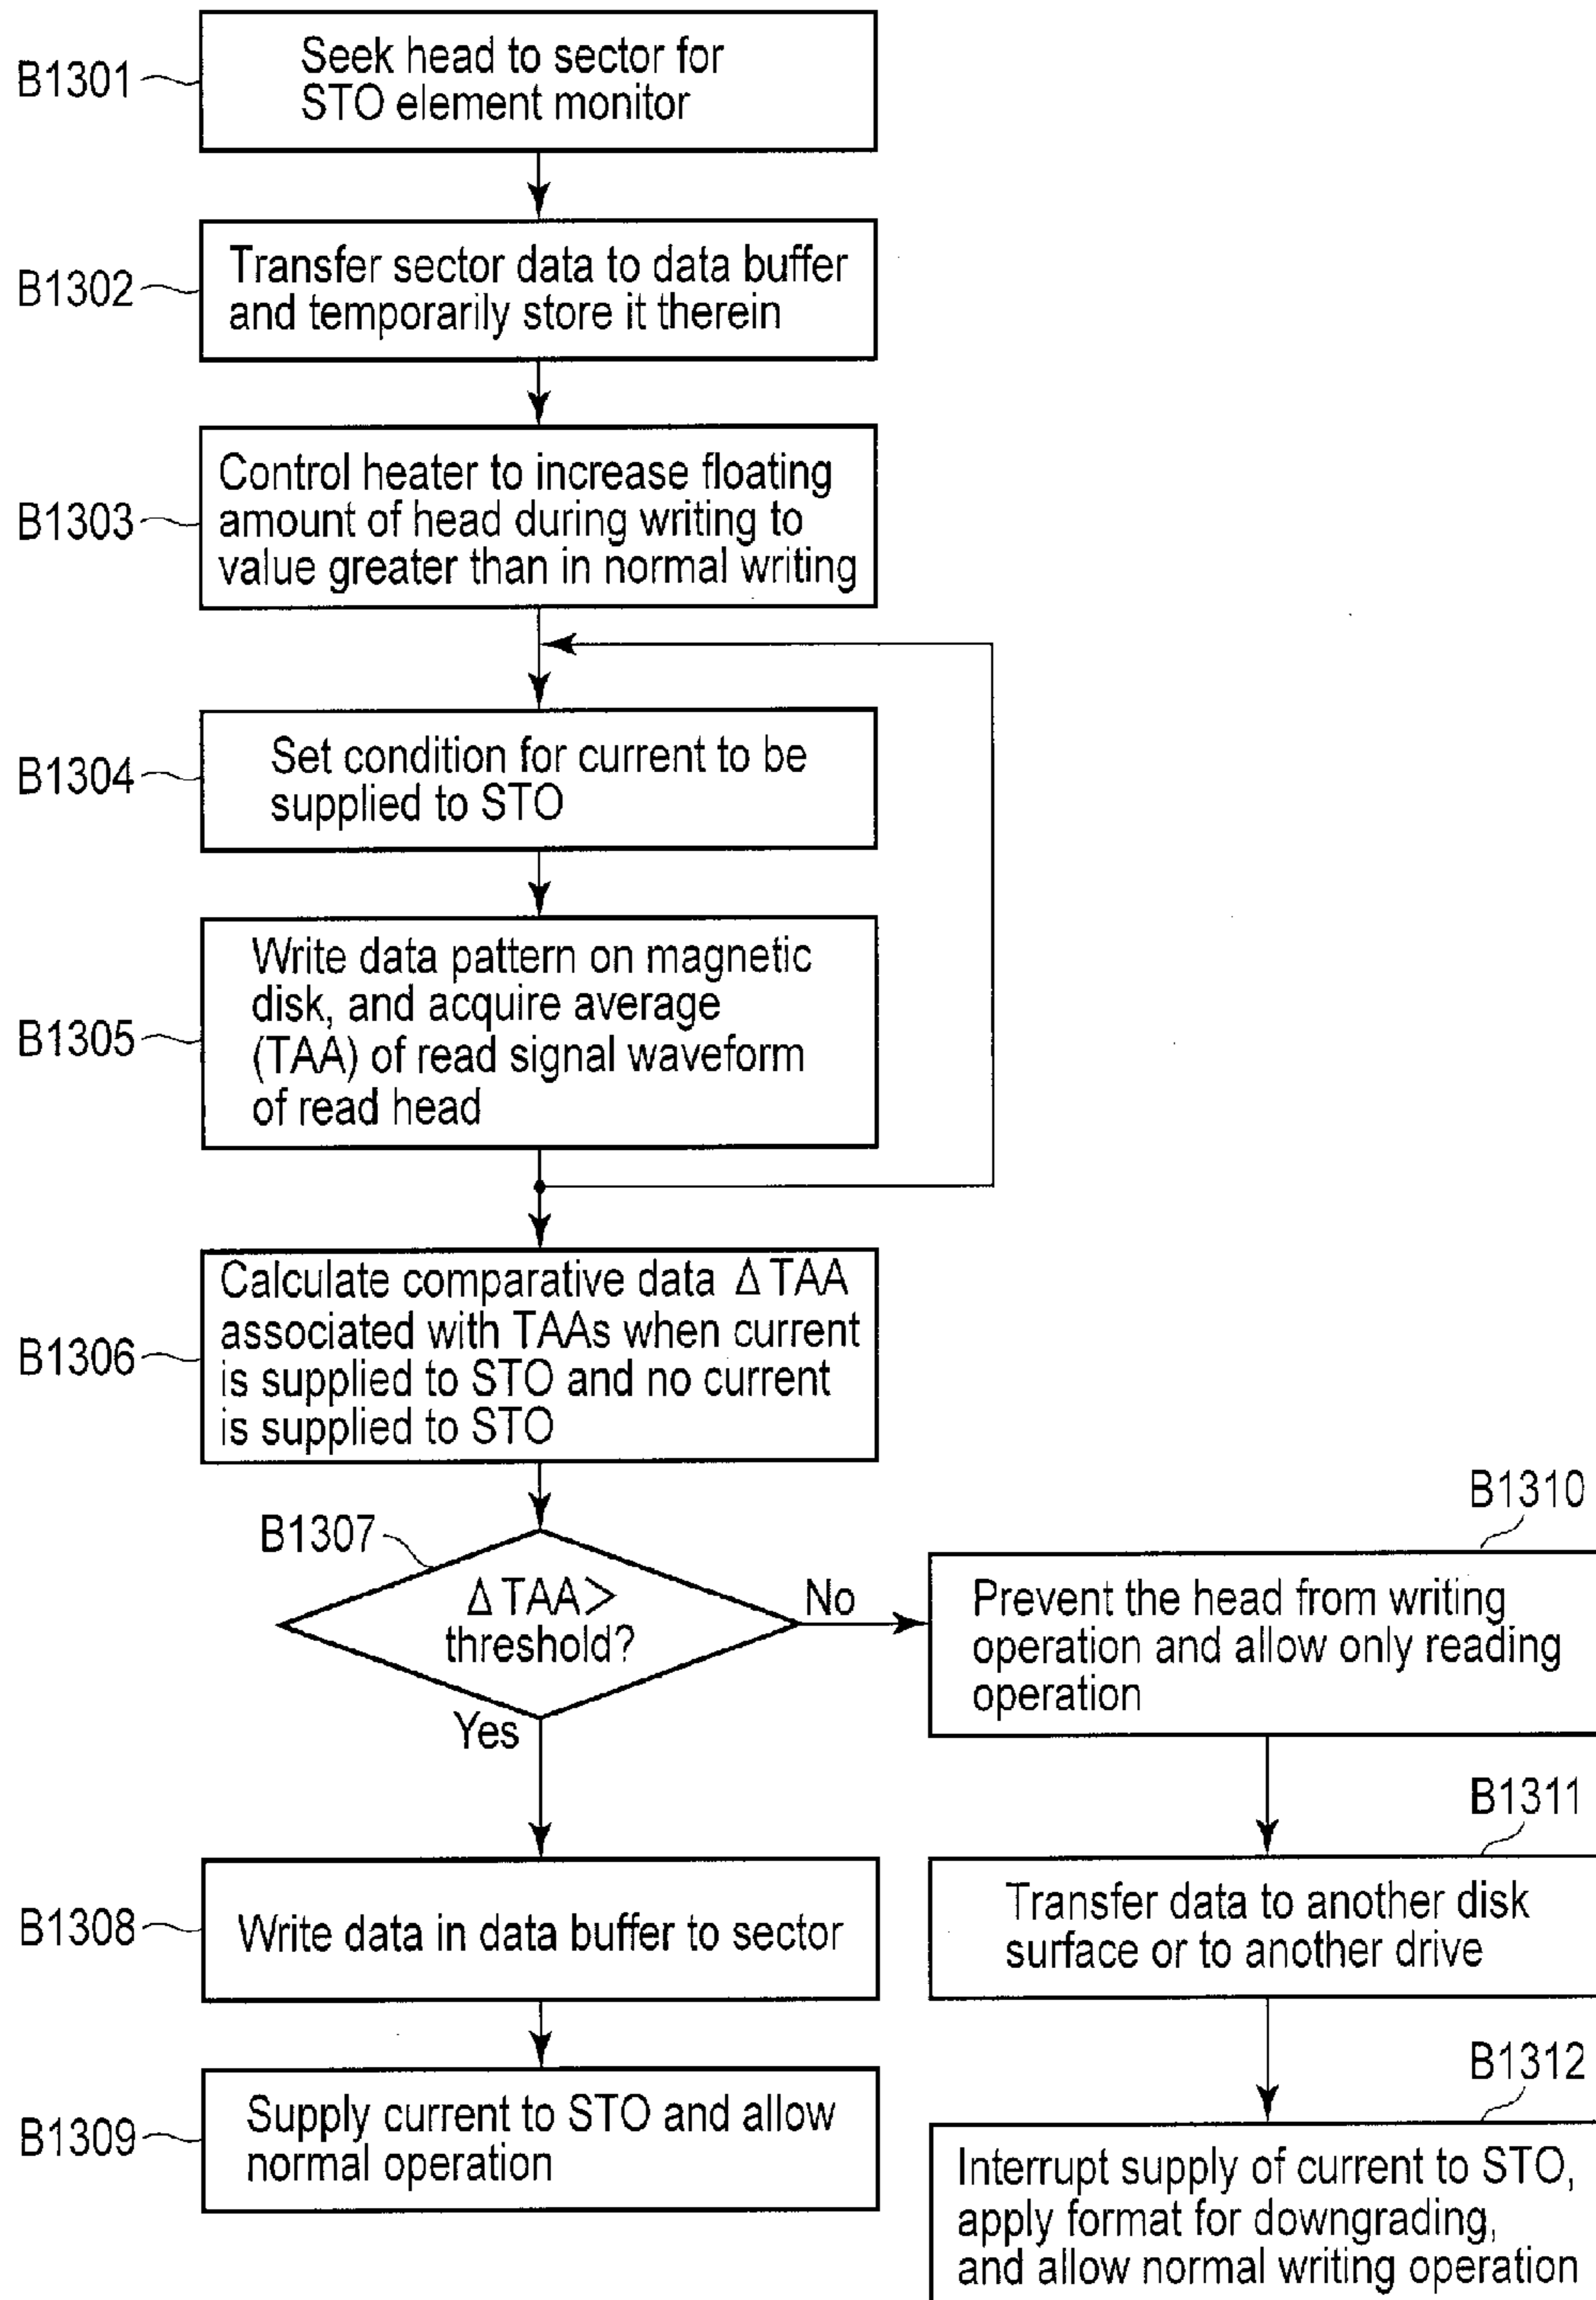 B1301
Seek head to sector for
STO element monitor
B1302
Transfer sector data to data buffer
and temporarily store it therein
B1303
Control heater to increase floating
amount of head during writing to
value greater than in normal writing
B1304
Set condition for current to be
supplied to STO
B1305
Write data pattern on magnetic
disk, and acquire average
(TAA) of read signal waveform
of read head
B1306
Calculate comparative data Δ TAA
associated with TAAs when current
is supplied to STO and no current
is supplied to STO
B1307
Δ TAA>
threshold?
No
Yes
B1308
Write data in data buffer to sector
B1309
Supply current to STO and allow
normal operation
B1310
Prevent the head from writing
operation and allow only reading
operation
B1311
Transfer data to another disk
surface or to another drive
B1312
Interrupt supply of current to STO,
apply format for downgrading,
and allow normal writing operation